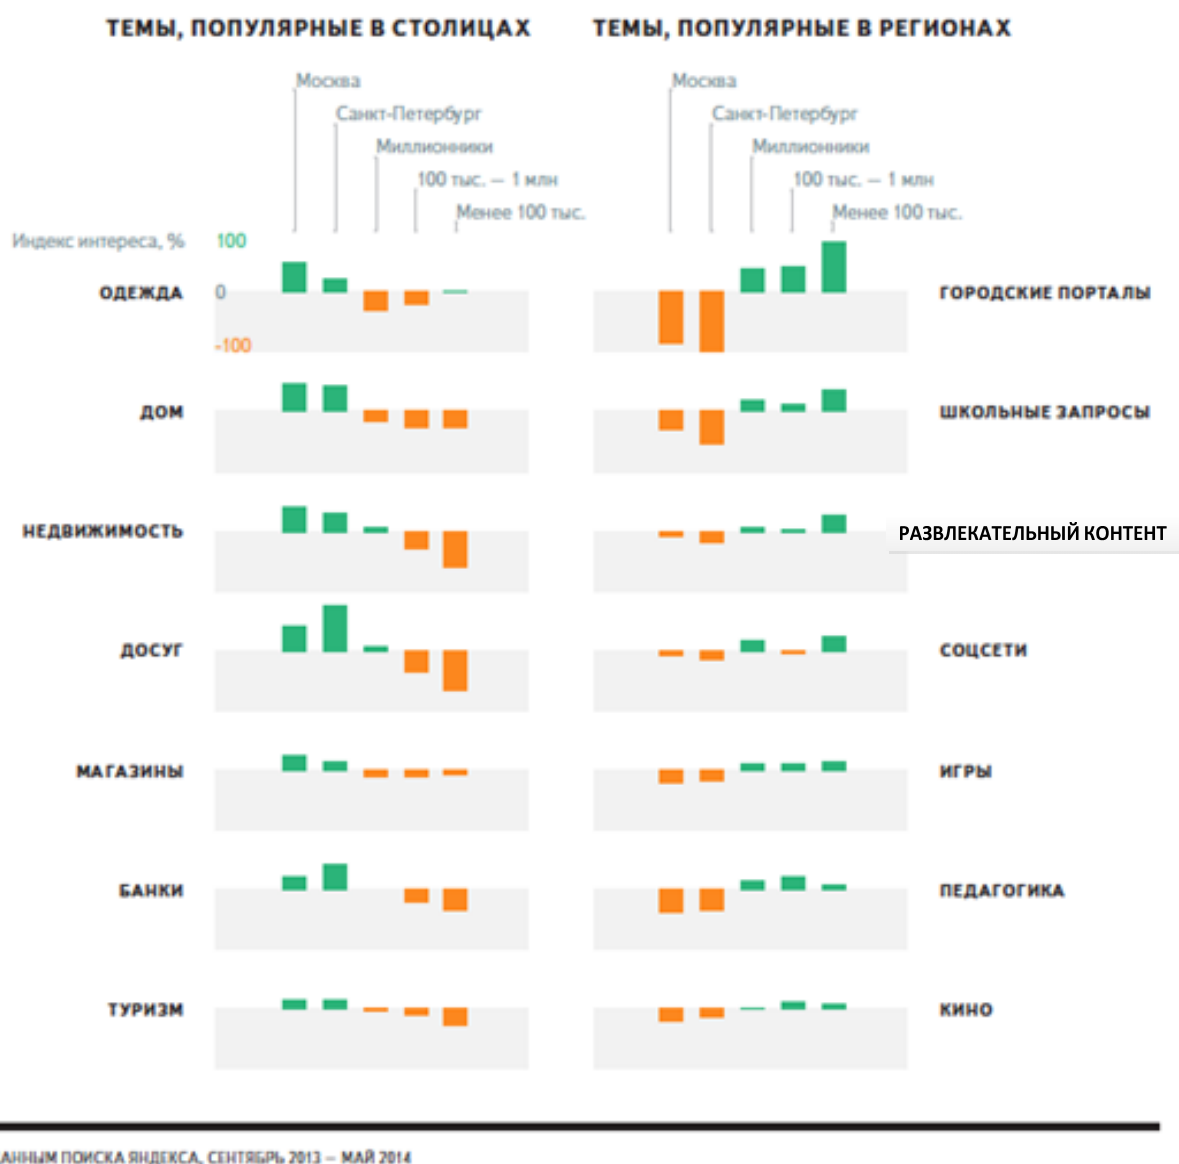 ТЕМЫ, ПОПУЛЯРНЫЕ В СТОЛИЦАХ
ТЕМЫ, ПОПУЛЯРНЫЕ В РЕГИОНАХ
Москва
Санкт-Петербург
Миллионники
100 тыс. — 1 млн
Менее 100 тыс.
Москва
Санкт-Петербург
Миллионники
100 тыс. — 1 млн
Менее 100 тыс.
Индекс интереса, %
100
0
-100
ОДЕЖДА
ГОРОДСКИЕ ПОРТАЛЫ
ДОМ
ШКОЛЬНЫЕ ЗАПРОСЫ
НЕДВИЖИМОСТЬ
РАЗВЛЕКАТЕЛЬНЫЙ КОНТЕНТ
ДОСУГ
СОЦСЕТИ
МАГАЗИНЫ
ИГРЫ
БАНКИ
ПЕДАГОГИКА
ТУРИЗМ
КИНО
АННЫМ ПОИСКА ЯНДЕКСА, СЕНТЯБРЬ 2013 — МАЙ 2014